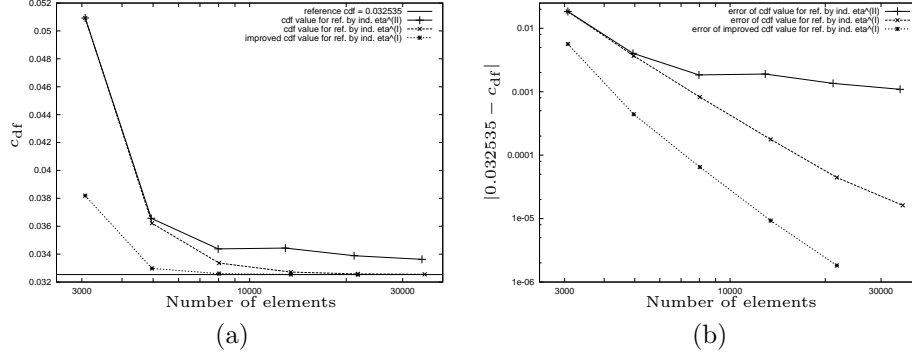 reference cdf = 0.032535
cdf value for ref. by ind. eta^(II)
cdf value for ref. by ind. eta^(I)
improved cdf value for ref. by ind. eta^(I)
0.052
0.05
0.048
0.046
0.044
0.042
0.04
0.038
0.036
0.034
0.032
c_df
3000
10000
30000
Number of elements
(a)
error of cdf value for ref. by ind. eta^(II)
error of cdf value for ref. by ind. eta^(I)
error of improved cdf value for ref. by ind. eta^(I)
0.01
0.001
0.0001
1e-05
1e-06
|0.032535 − c_df|
3000
10000
30000
Number of elements
(b)